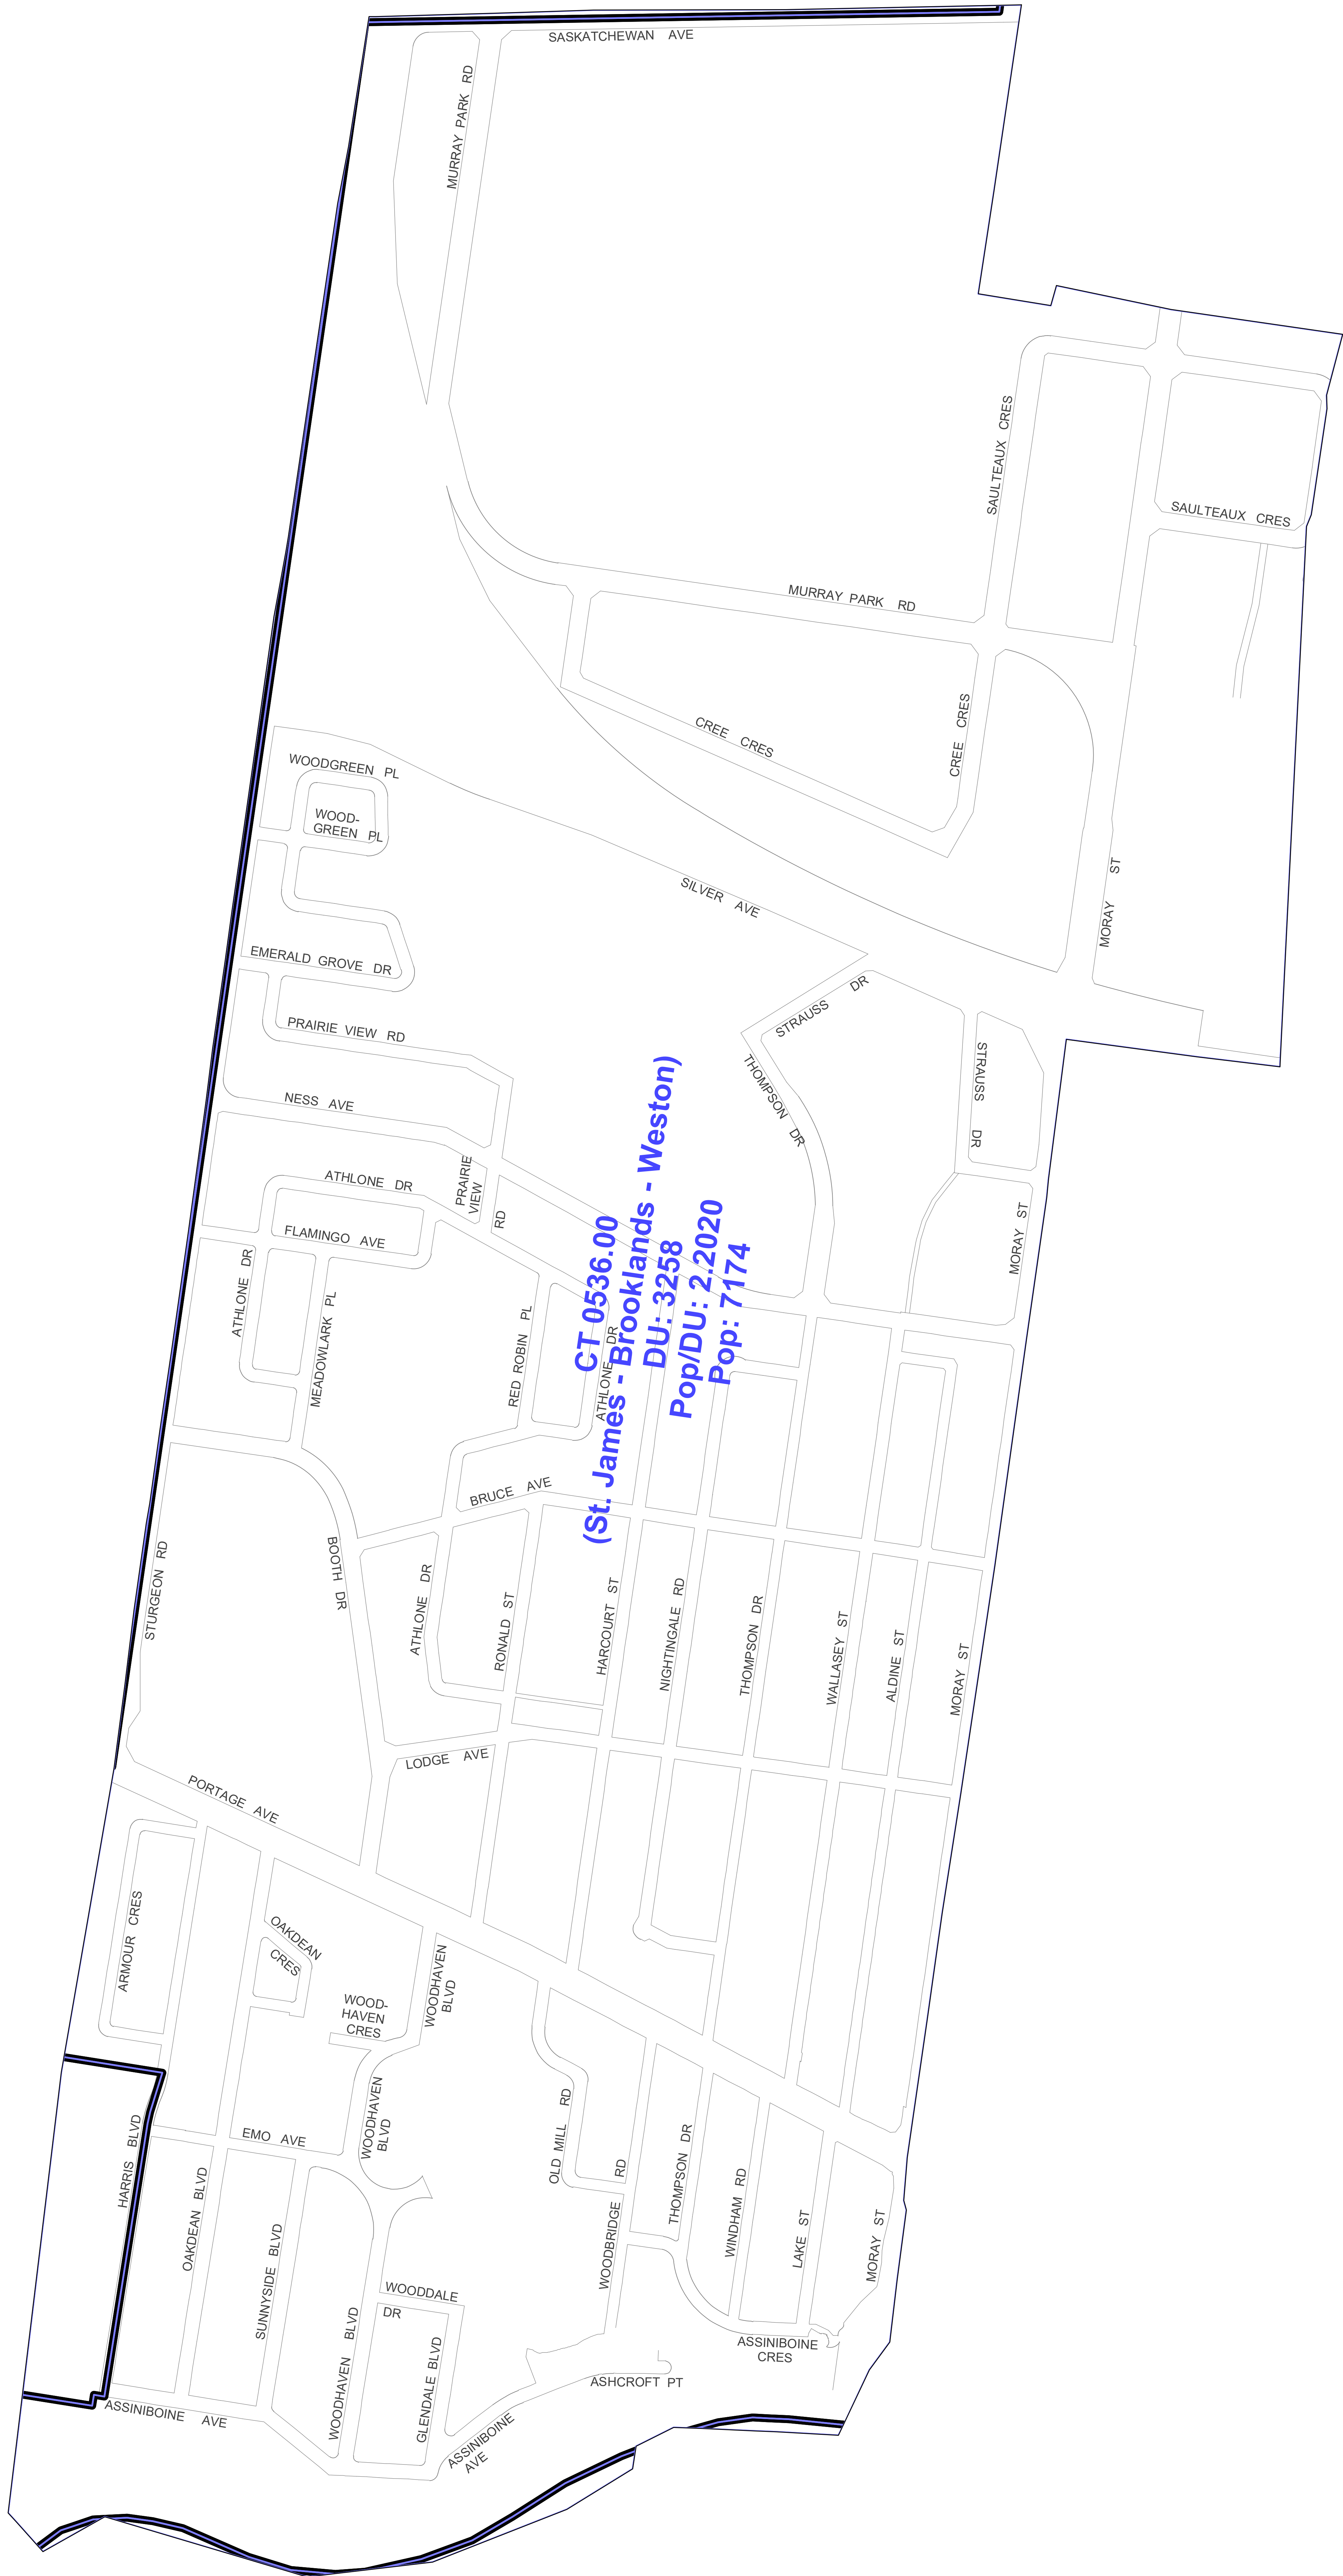 SASKATCHEWAN AVE
MURRAY PARK RD
SAULTEAUX CRES
SAULTEAUX CRES
MURRAY PARK RD
CREE CRES
CREE CRES
WOODGREEN PL
WOOD-
GREEN PL
SILVER AVE
MORAY ST
EMERALD GROVE DR
STRAUSS DR
PRAIRIE VIEW RD
THOMPSON DR
STRAUSS DR
NESS AVE
ATHLONE DR
PRAIRIE
VIEW
RD
FLAMINGO AVE
MORAY ST
ATHLONE DR
MEADOWLARK PL
RED ROBIN PL
ATHLONE DR
CT 0536.00
(St. James - Brooklands - Weston)
DU: 3258
Pop/DU: 2.2020
Pop: 7174
BRUCE AVE
STURGEON RD
BOOTH DR
ATHLONE DR
RONALD ST
HARCOURT ST
NIGHTINGALE RD
THOMPSON DR
WALLASEY ST
ALDINE ST
MORAY ST
LODGE AVE
PORTAGE AVE
ARMOUR CRES
OAKDEAN
CRES
WOODHAVEN
BLVD
WOOD-
HAVEN
CRES
WOODHAVEN
BLVD
OLD MILL RD
HARRIS BLVD
EMO AVE
OAKDEAN BLVD
SUNNYSIDE BLVD
WOODBRIDGE RD
THOMPSON DR
WINDHAM RD
LAKE ST
MORAY ST
WOODDALE
DR
WOODHAVEN BLVD
GLENDALE BLVD
ASSINIBOINE
CRES
ASHCROFT PT
ASSINIBOINE AVE
ASSINIBOINE
AVE